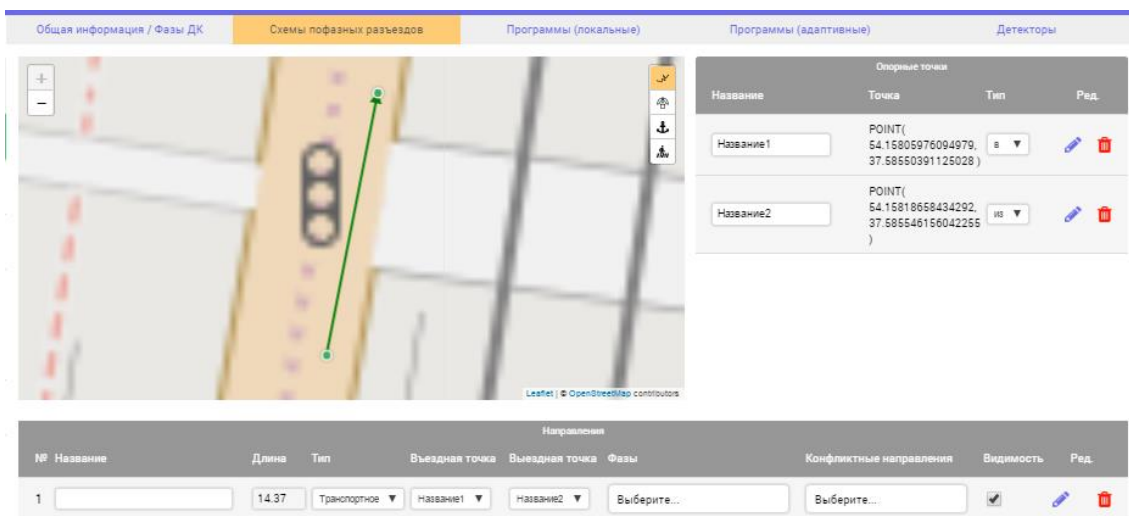 Общая информация / Фазы ДК Схемы пофазных разъездов Программы (локальные) Программы (адаптивные) Детекторы
+
−
Leaflet | © OpenStreetMap contributors
Опорные точки
Название Точка Тип Ред.
Название1 POINT( 54.15805976094979, 37.58550391125028 ) в
Название2 POINT( 54.15818658434292, 37.585546156042255 ) из
Направления
№ Название Длина Тип Въездная точка Выездная точка Фазы Конфликтные направления Видимость Ред.
1 14.37 Транспортное Название1 Название2 Выберите... Выберите...